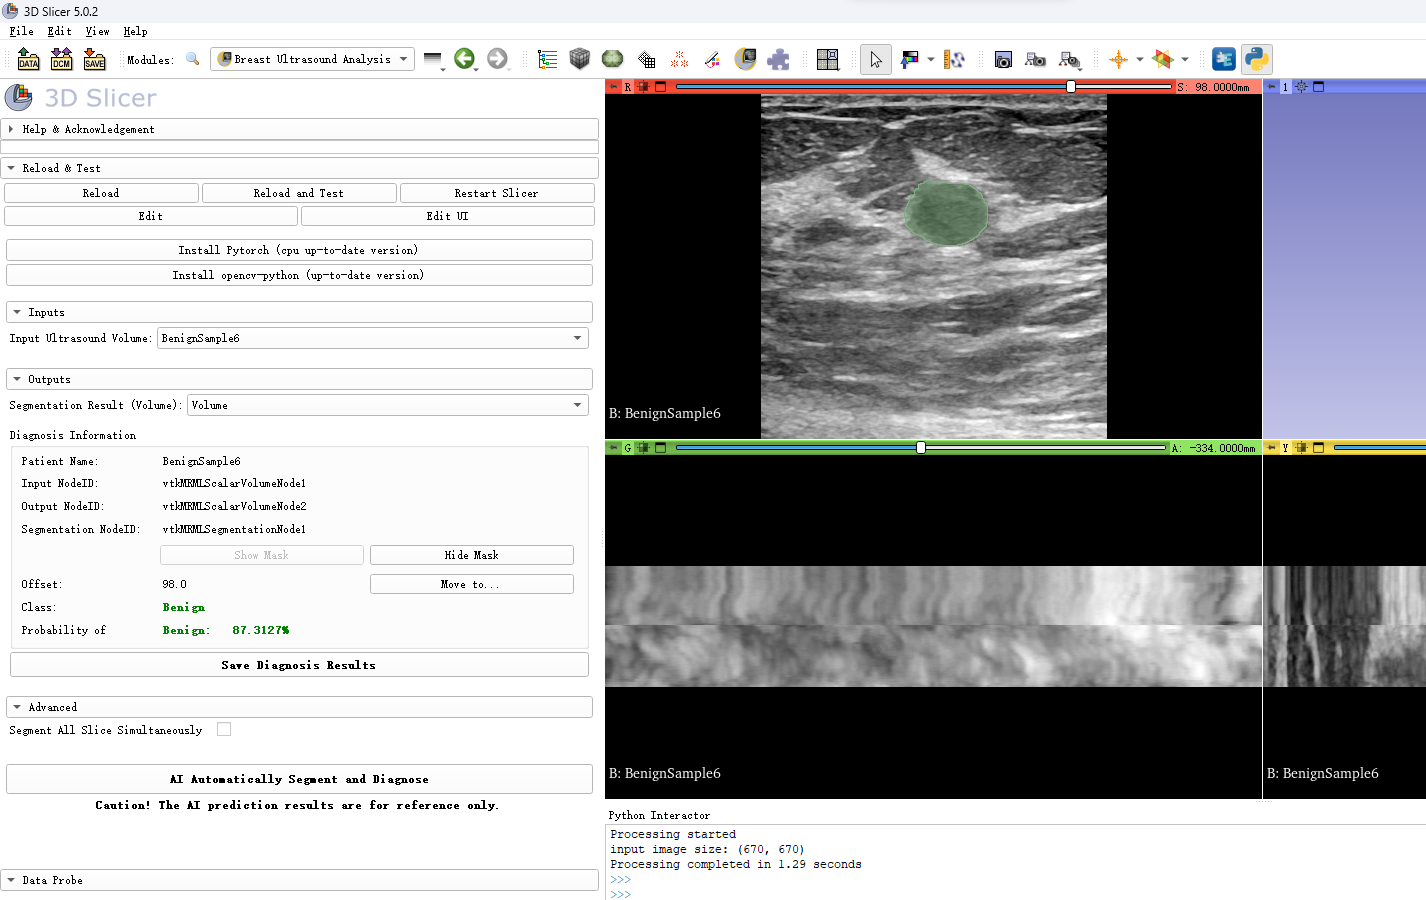 3D Slicer 5.0.2
File Edit View Help
DATA DCM SAVE Modules: Breast Ultrasound Analysis
3D Slicer
Help & Acknowledgement
Reload & Test
Reload Reload and Test Restart Slicer
Edit Edit UI
Install Pytorch (cpu up-to-date version)
Install opencv-python (up-to-date version)
Inputs
Input Ultrasound Volume: BenignSample6
Outputs
Segmentation Result (Volume): Volume
Diagnosis Information
Patient Name: BenignSample6
Input NodeID: vtkMRMLScalarVolumeNode1
Output NodeID: vtkMRMLScalarVolumeNode2
Segmentation NodeID: vtkMRMLSegmentationNode1
Show Mask Hide Mask
Offset: 98.0 Move to...
Class: Benign
Probability of Benign: 87.3127%
Save Diagnosis Results
Advanced
Segment All Slice Simultaneously
AI Automatically Segment and Diagnose
Caution! The AI prediction results are for reference only.
Data Probe
R S: 98.0000mm
B: BenignSample6
1
G A: -334.0000mm
B: BenignSample6
Y
B: BenignSample6
Python Interactor
Processing started
input image size: (670, 670)
Processing completed in 1.29 seconds
>>>
>>>